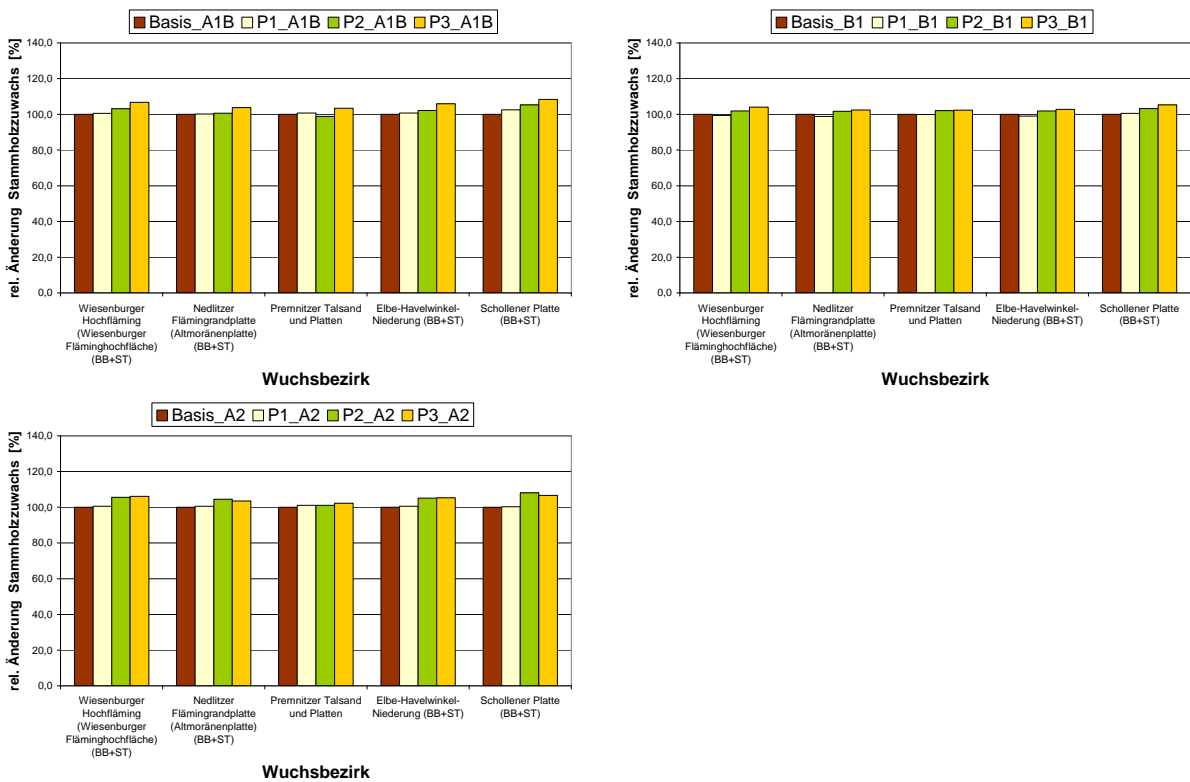 Basis_A1B P1_A1B P2_A1B P3_A1B
rel. Änderung Stammholzzuwachs [%]
140,0
120,0
100,0
80,0
60,0
40,0
20,0
0,0
Wiesenburger
Hochfläming
(Wiesenburger
Fläminghochfläche)
(BB+ST)
Nedlitzer
Flämingrandplatte
(Altmoränenplatte)
(BB+ST)
Premnitzer Talsand
und Platten
Elbe-Havelwinkel-
Niederung (BB+ST)
Schollener Platte
(BB+ST)
Wuchsbezirk
Basis_B1 P1_B1 P2_B1 P3_B1
rel. Änderung Stammholzzuwachs [%]
140,0
120,0
100,0
80,0
60,0
40,0
20,0
0,0
Wiesenburger
Hochfläming
(Wiesenburger
Fläminghochfläche)
(BB+ST)
Nedlitzer
Flämingrandplatte
(Altmoränenplatte)
(BB+ST)
Premnitzer Talsand
und Platten
Elbe-Havelwinkel-
Niederung (BB+ST)
Schollener Platte
(BB+ST)
Wuchsbezirk
Basis_A2 P1_A2 P2_A2 P3_A2
rel. Änderung Stammholzzuwachs [%]
140,0
120,0
100,0
80,0
60,0
40,0
20,0
0,0
Wiesenburger
Hochfläming
(Wiesenburger
Fläminghochfläche)
(BB+ST)
Nedlitzer
Flämingrandplatte
(Altmoränenplatte)
(BB+ST)
Premnitzer Talsand
und Platten
Elbe-Havelwinkel-
Niederung (BB+ST)
Schollener Platte
(BB+ST)
Wuchsbezirk